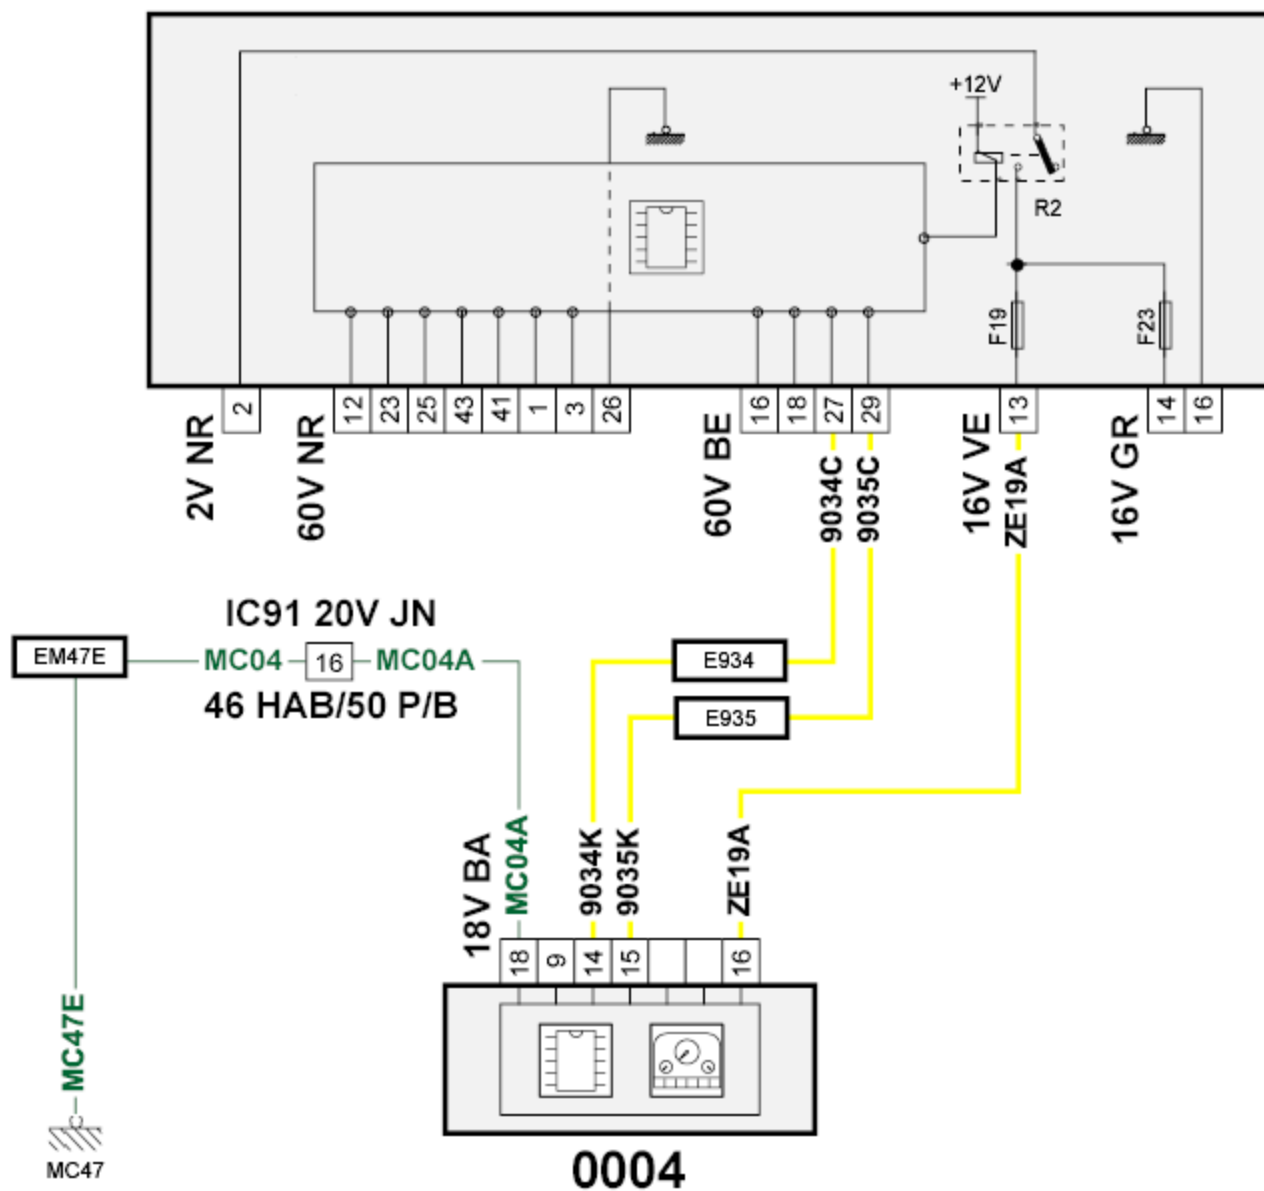 +12V
R2
F19
F23
2
12
23
25
43
41
1
3
26
16
18
27
29
13
14
16
2V NR
60V NR
60V BE
16V VE
16V GR
9034C
9035C
ZE19A
IC91 20V JN
EM47E
MC04
16
MC04A
46 HAB/50 P/B
E934
E935
18V BA
MC04A
9034K
9035K
ZE19A
18
9
14
15
16
MC47E
MC47
0004